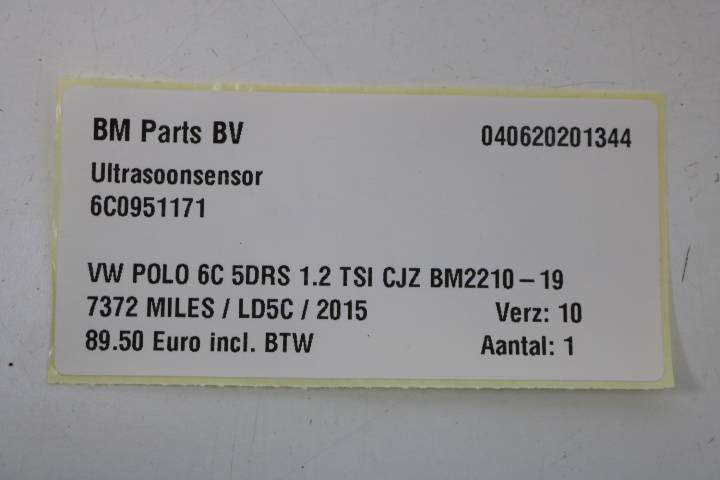 BM Parts BV 040620201344
Ultrasoonsensor
6C0951171
VW POLO 6C 5DRS 1.2 TSI CJZ BM2210-19
7372 MILES / LD5C / 2015 Verz: 10
89.50 Euro incl. BTW Aantal: 1